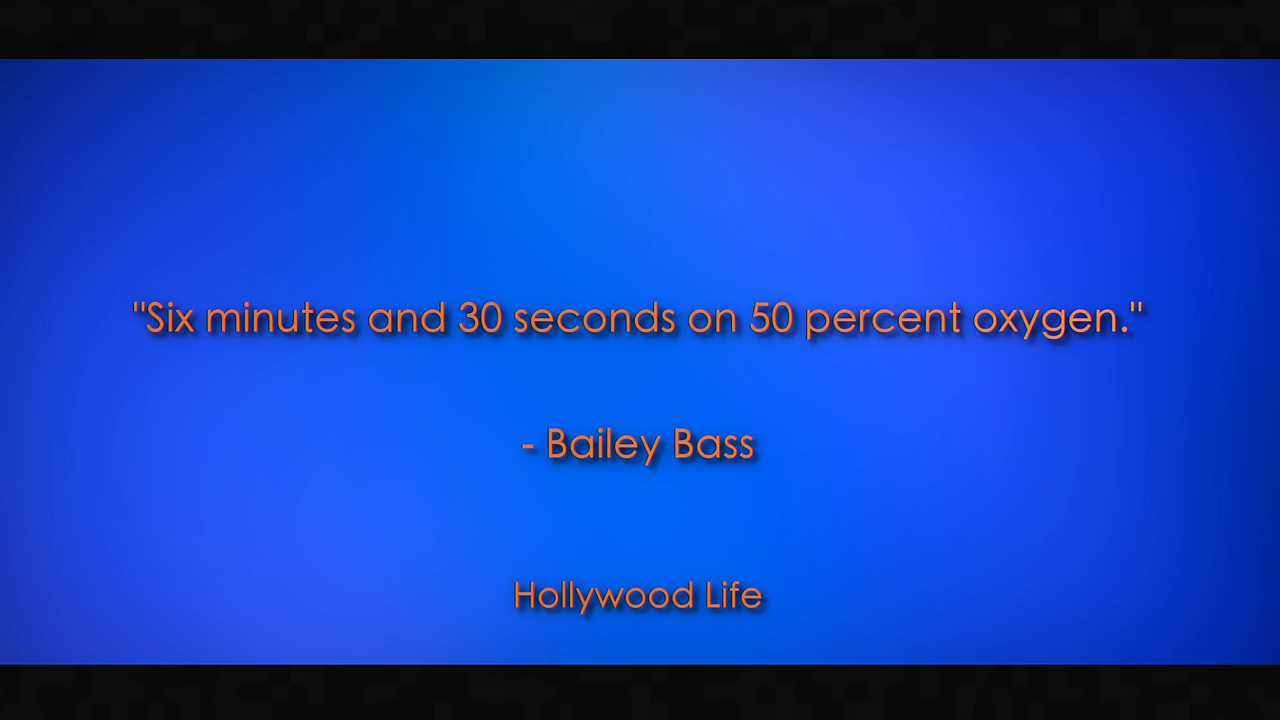 "Six minutes and 30 seconds on 50 percent oxygen."
- Bailey Bass
Hollywood Life